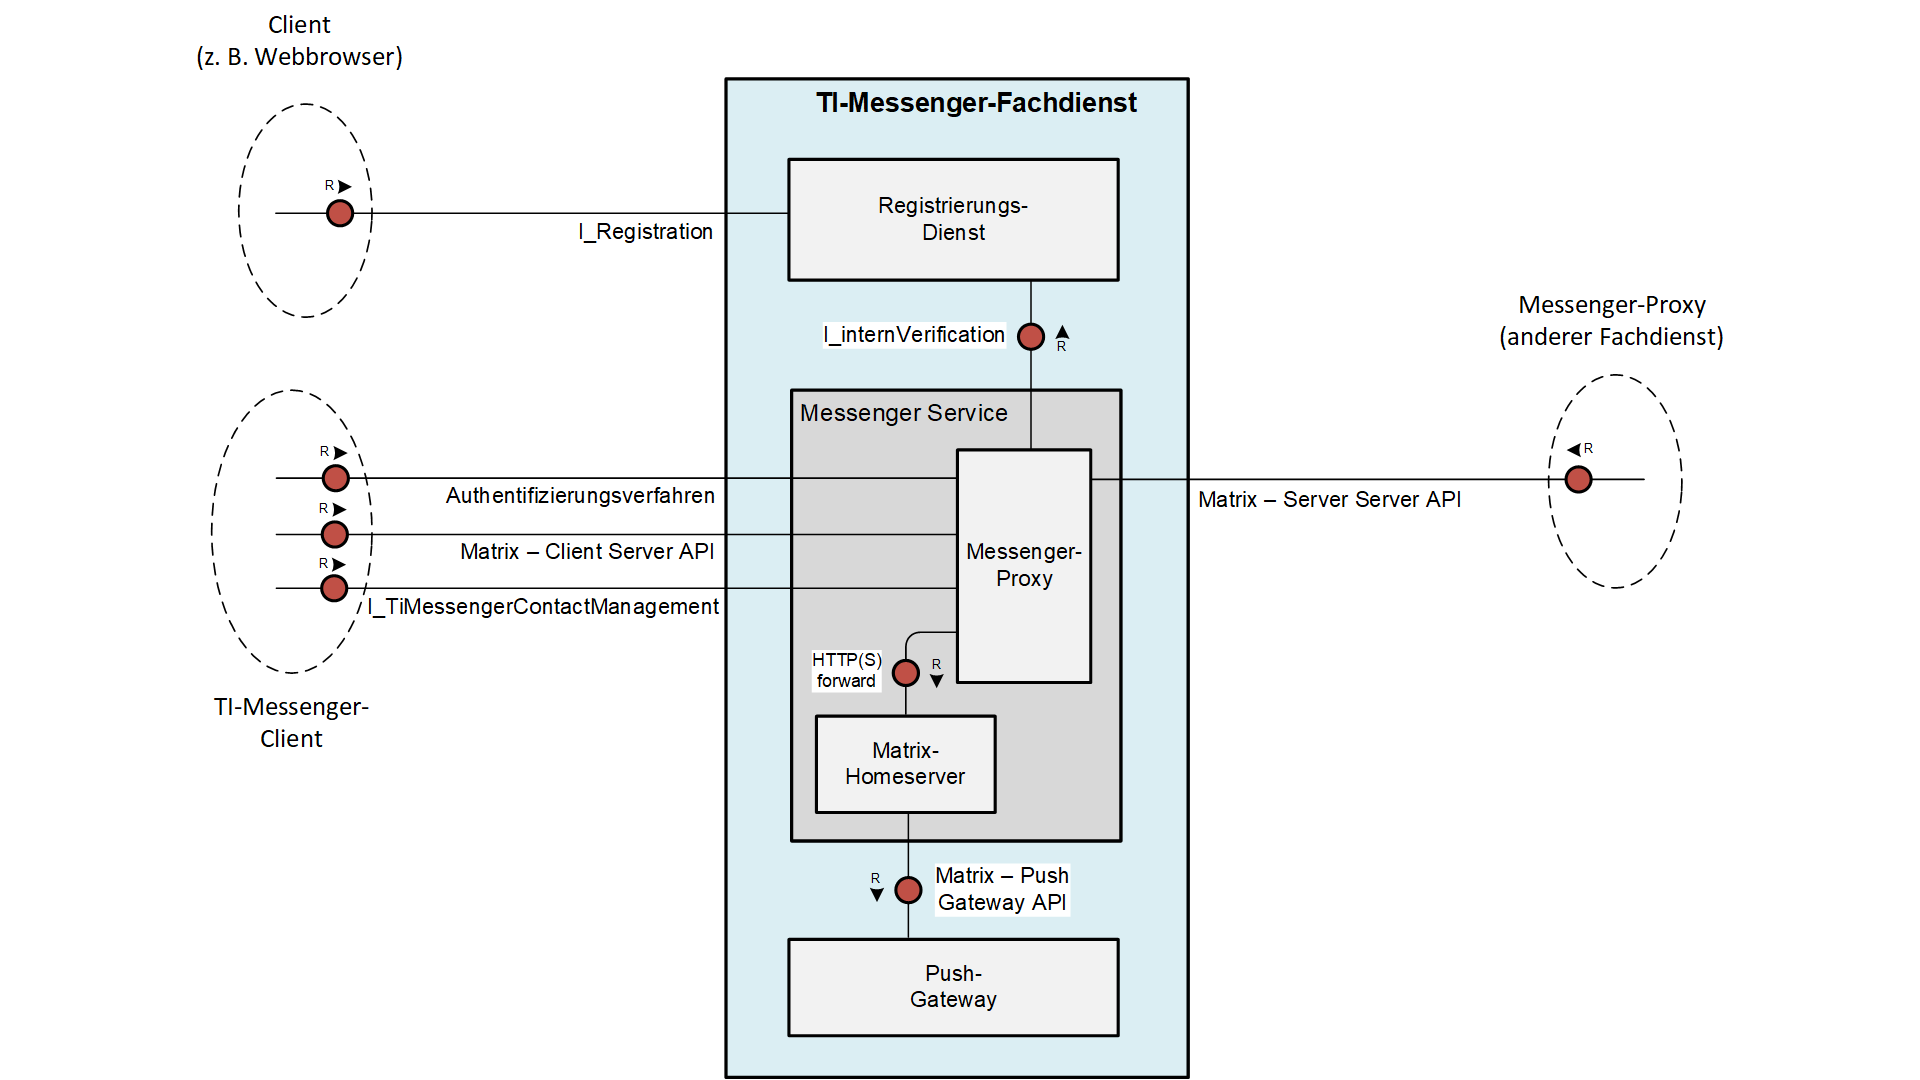 Client
(z. B. Webbrowser)
TI-Messenger-Fachdienst
R
I_Registration
Registrierungs-
Dienst
I_internVerification
R
Messenger-Proxy
(anderer Fachdienst)
Messenger Service
R
Authentifizierungsverfahren
R
Matrix – Client Server API
R
I_TiMessengerContactManagement
Messenger-
Proxy
R
Matrix – Server Server API
HTTP(S)
forward
R
TI-Messenger-
Client
Matrix-
Homeserver
R
Matrix – Push
Gateway API
Push-
Gateway